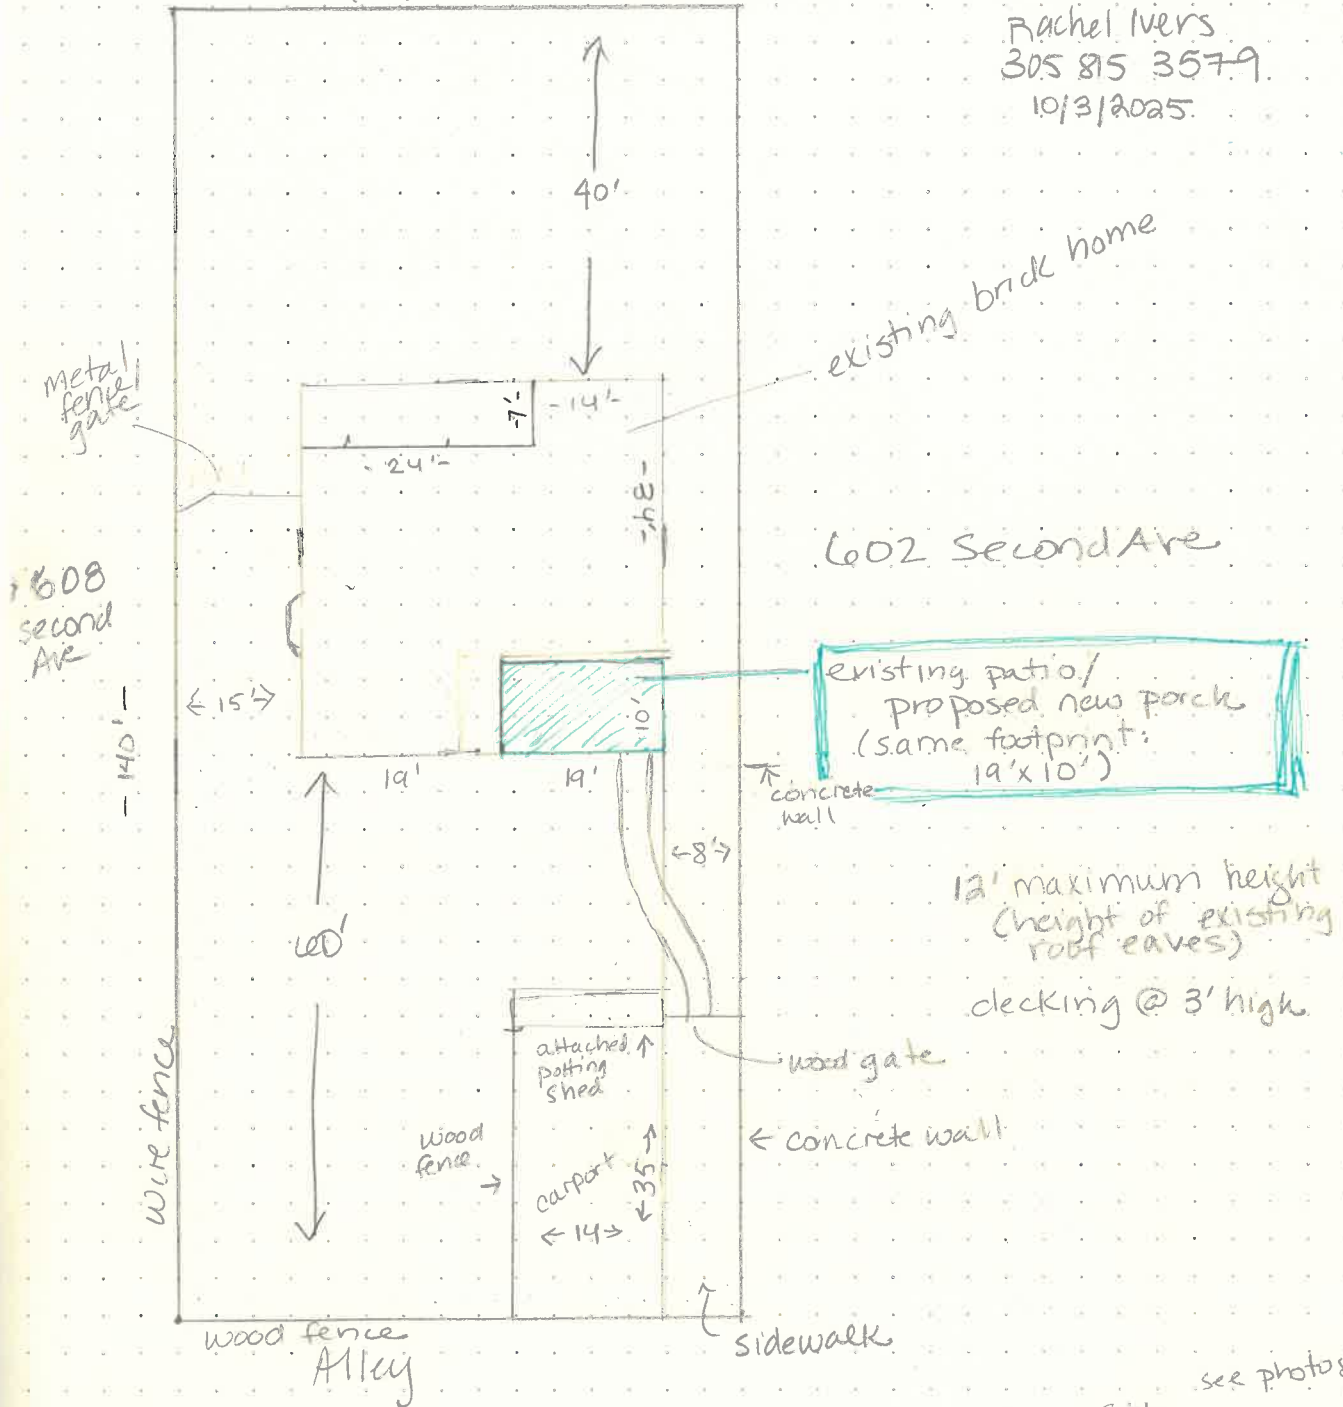 Rachel Ivers
305 815 3579
10/3/2025
40'
existing brick home
metal
fence/
gate
-7'-
-14'-
-24'-
-34'-
602 Second Ave
608
second
Ave
existing patio/
proposed new porch
(same footprint:
19'x10')
←15'→
10'
-140'-
19'
19'
concrete
wall
←8'→
12' maximum height
(height of existing
roof eaves)
60'
decking @ 3' high
attached
potting
shed
wood gate
wire fence
wood
fence
← concrete wall
carport
←35→
←14→
wood fence
Alley
sidewalk
see photos